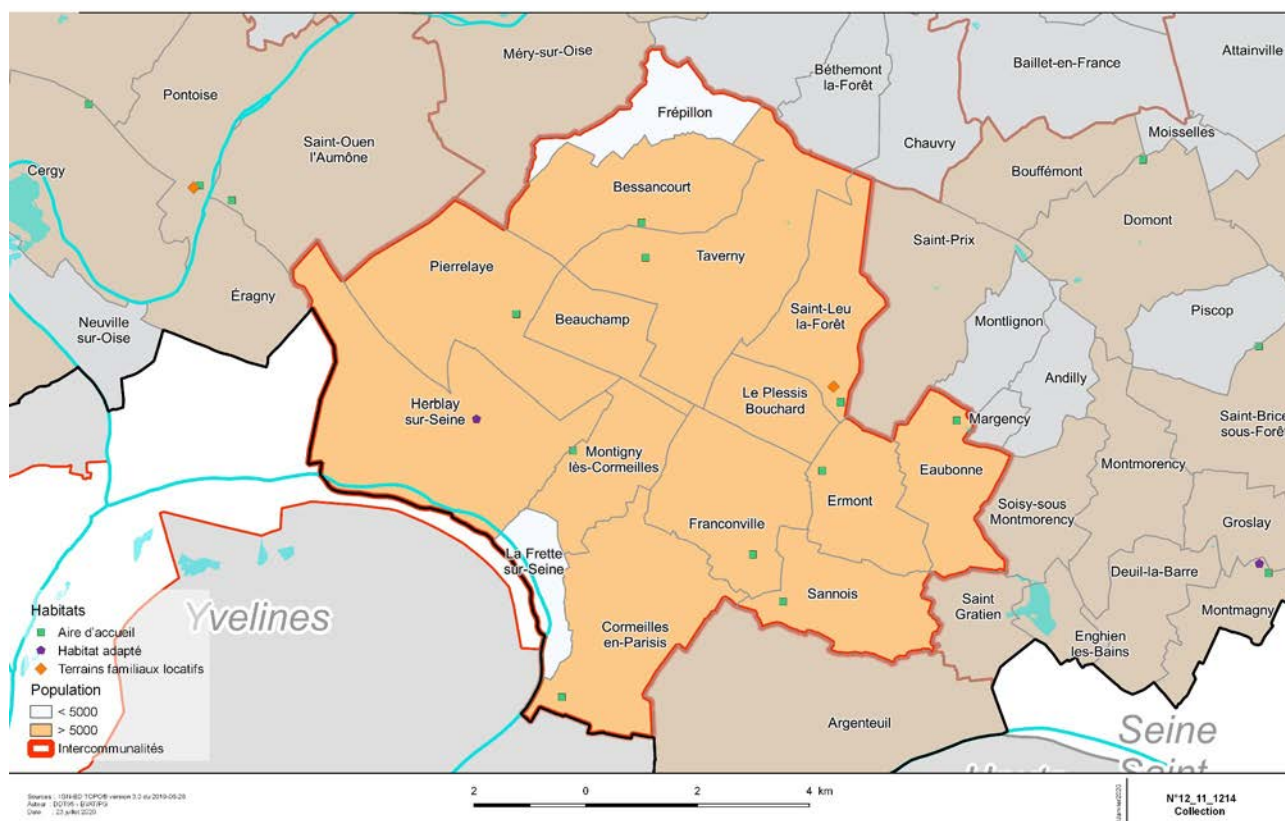 Méry-sur-Oise
Attainville
Baillet-en-France
Béthemont
la-Forêt
Pontoise
Frépillon
Moisselles
Saint-Ouen
l'Aumône
Chauvry
Bouffémont
Cergy
Bessancourt
Domont
Saint-Prix
Taverny
Pierrelaye
Éragny
Saint-Leu
la-Forêt
Piscop
Neuville
sur-Oise
Beauchamp
Montlignon
Andilly
Le Plessis
Bouchard
Herblay
sur-Seine
Margency
Saint-Brice
sous-Forêt
Montigny
lès-Cormeilles
Eaubonne
Montmorency
Ermont
Soisy-sous
Montmorency
Franconville
Groslay
La Frette
sur-Seine
Deuil-la-Barre
Sannois
Saint
Gratien
Montmagny
Yvelines
Cormeilles
en-Parisis
Enghien
les-Bains
Argenteuil
Seine
Saint
Habitats
Aire d'accueil
Habitat adapté
Terrains familiaux locatifs
Population
< 5000
> 5000
Intercommunalités
2 0 2 4 km
N°12_11_1214
Collection